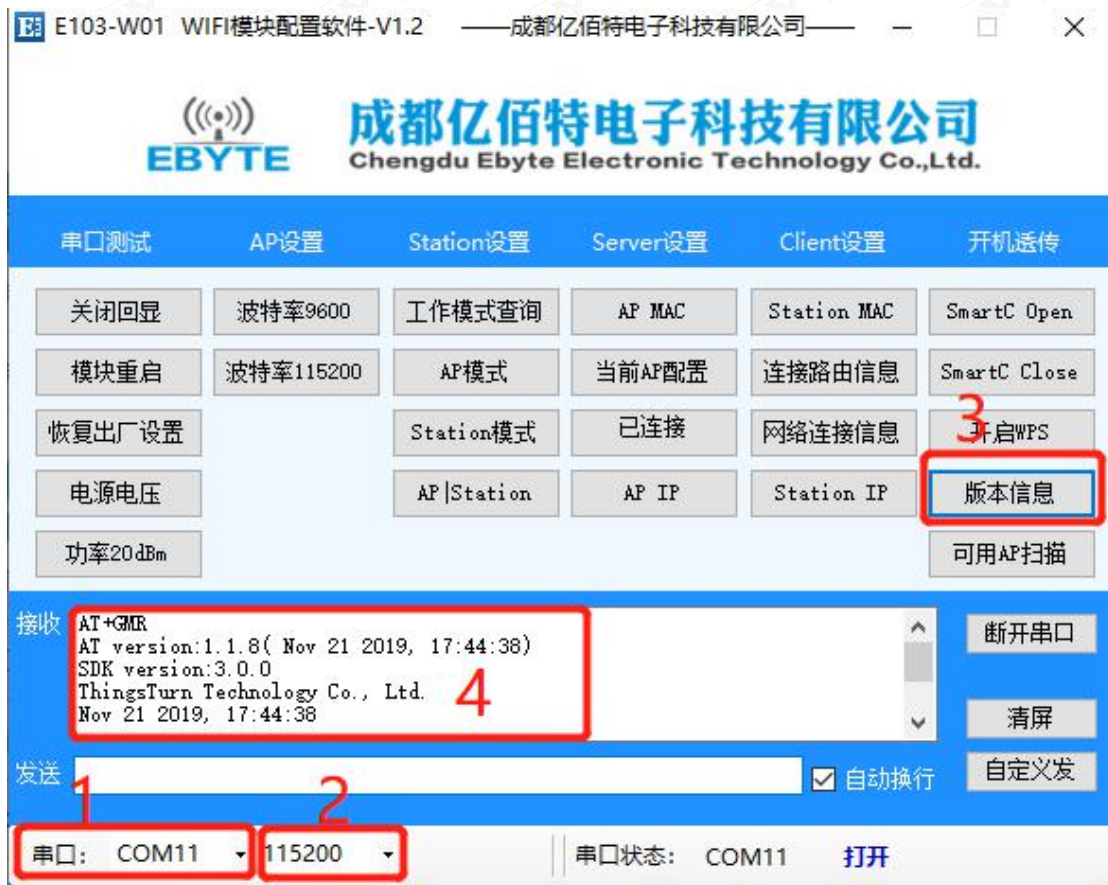 E103-W01 WIFI模块配置软件-V1.2 ——成都亿佰特电子科技有限公司——
EBYTE
成都亿佰特电子科技有限公司
Chengdu Ebyte Electronic Technology Co.,Ltd.
串口测试 AP设置 Station设置 Server设置 Client设置 开机透传
关闭回显 波特率9600 工作模式查询 AP MAC Station MAC SmartC Open
模块重启 波特率115200 AP模式 当前AP配置 连接路由信息 SmartC Close
恢复出厂设置 Station模式 已连接 网络连接信息 开启WPS
3
电源电压 AP|Station AP IP Station IP 版本信息
功率20dBm 可用AP扫描
接收
AT+GMR
AT version:1.1.8( Nov 21 2019, 17:44:38)
SDK version:3.0.0
ThingsTurn Technology Co., Ltd.
Nov 21 2019, 17:44:38
4
断开串口
清屏
发送 自动换行 自定义发
1 2
串口: COM11 115200 串口状态: COM11 打开